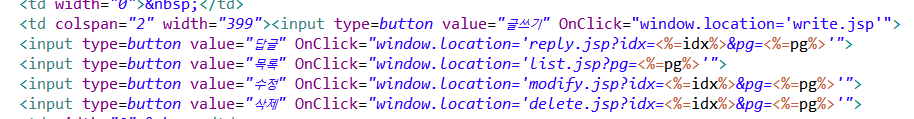 <td width="0">&nbsp;</td>
<td colspan="2" width="399"><input type=button value="글쓰기" OnClick="window.location='write.jsp'">
<input type=button value="답글" OnClick="window.location='reply.jsp?idx=<%=idx%>&pg=<%=pg%>'">
<input type=button value="목록" OnClick="window.location='list.jsp?pg=<%=pg%>'">
<input type=button value="수정" OnClick="window.location='modify.jsp?idx=<%=idx%>&pg=<%=pg%>'">
<input type=button value="삭제" OnClick="window.location='delete.jsp?idx=<%=idx%>&pg=<%=pg%>'">